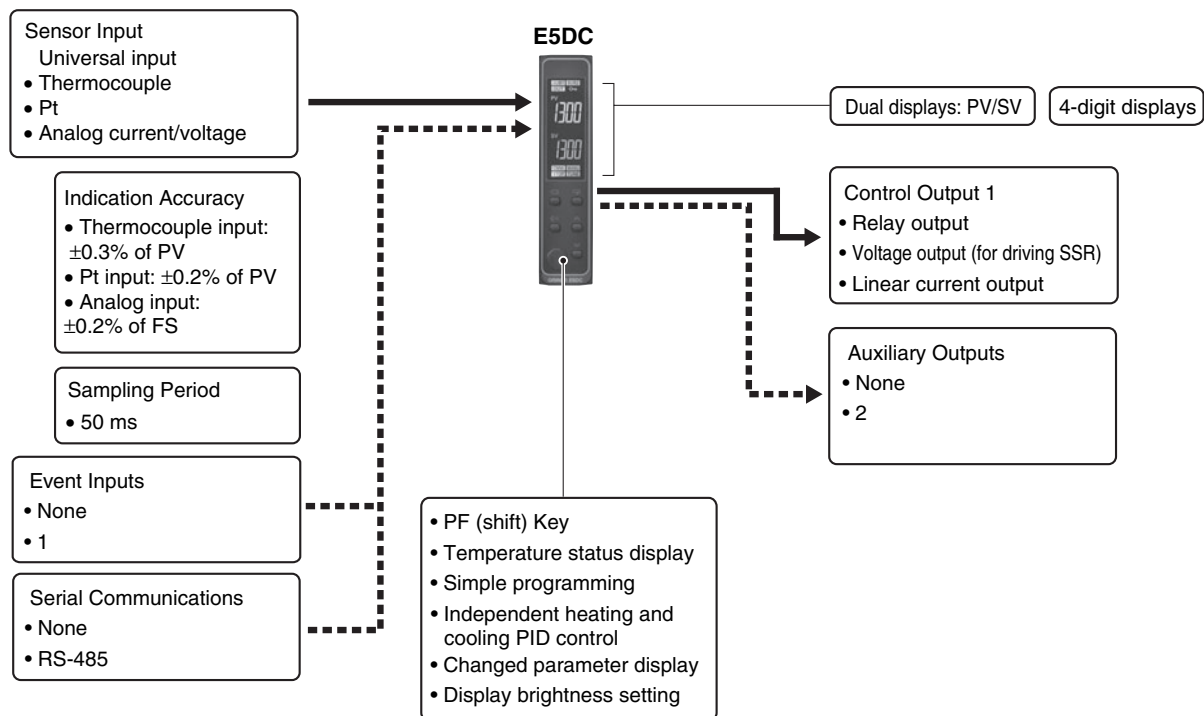 Sensor Input
Universal input
• Thermocouple
• Pt
• Analog current/voltage
Indication Accuracy
• Thermocouple input:
±0.3% of PV
• Pt input: ±0.2% of PV
• Analog input:
±0.2% of FS
Sampling Period
• 50 ms
Event Inputs
• None
• 1
Serial Communications
• None
• RS-485
E5DC
PV
1300
SV
1300
• PF (shift) Key
• Temperature status display
• Simple programming
• Independent heating and
cooling PID control
• Changed parameter display
• Display brightness setting
Dual displays: PV/SV
4-digit displays
Control Output 1
• Relay output
• Voltage output (for driving SSR)
• Linear current output
Auxiliary Outputs
• None
• 2